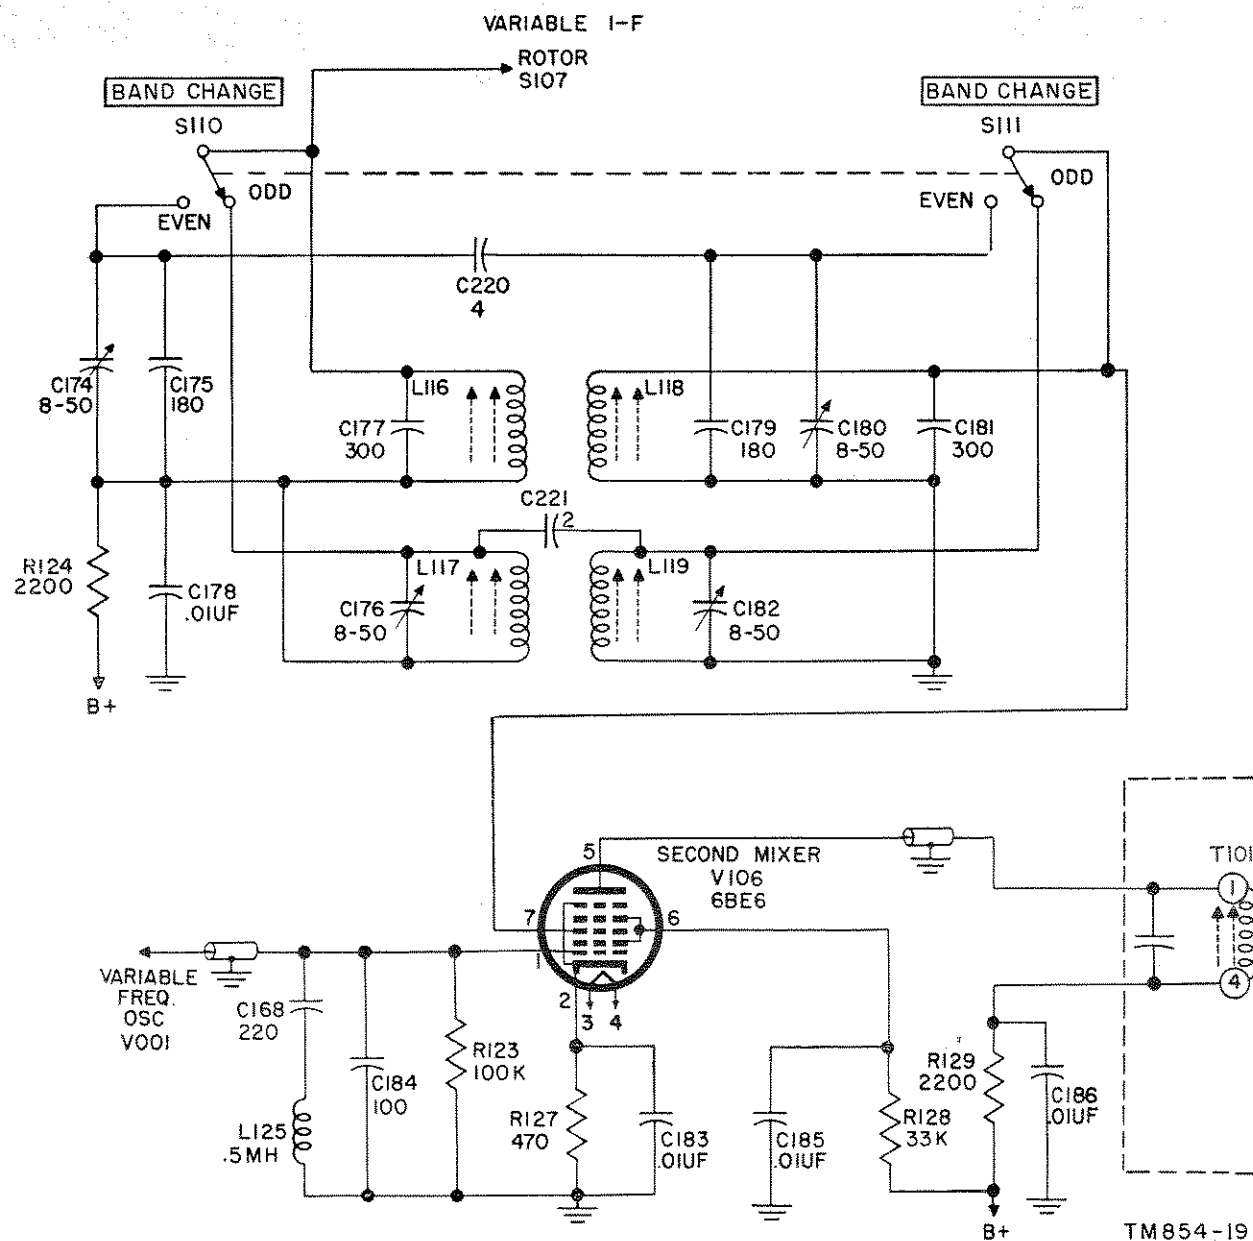 VARIABLE I-F
ROTOR
S107
BAND CHANGE
S110
ODD
EVEN
BAND CHANGE
S111
ODD
EVEN
C220
4
C174
8-50
C175
180
L116
C177
300
L118
C179
180
C180
8-50
C181
300
C221
2
R124
2200
C178
.01UF
B+
L117
C176
8-50
L119
C182
8-50
5
SECOND MIXER
V106
6BE6
7
6
1
2
3
4
VARIABLE
FREQ.
OSC
V001
C168
220
L125
.5MH
C184
100
R123
100K
R127
470
C183
.01UF
C185
.01UF
R128
33K
R129
2200
C186
.01UF
B+
T101
1
4
TM854-19